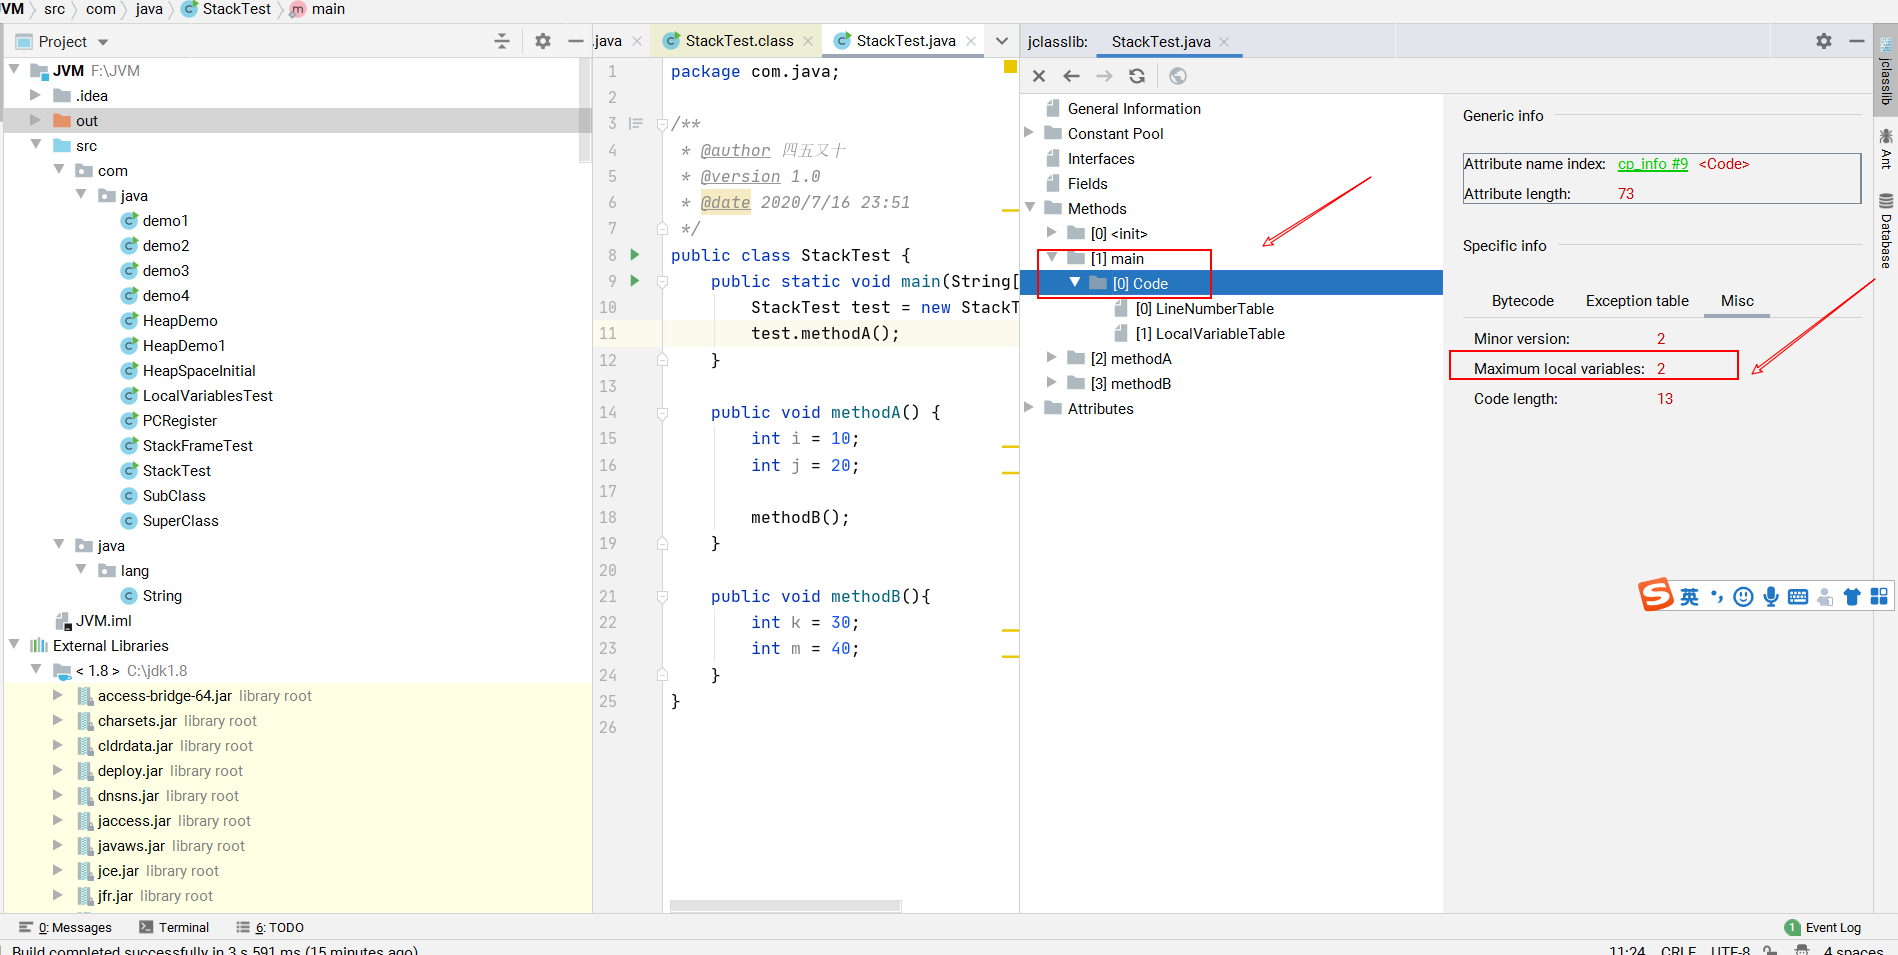 JVM src com java StackTest main
Project
JVM F:\JVM
.idea
out
src
com
java
demo1
demo2
demo3
demo4
HeapDemo
HeapDemo1
HeapSpaceInitial
LocalVariablesTest
PCRegister
StackFrameTest
StackTest
SubClass
SuperClass
java
lang
String
JVM.iml
External Libraries
< 1.8 > C:\jdk1.8
access-bridge-64.jar library root
charsets.jar library root
cldrdata.jar library root
deploy.jar library root
dnsns.jar library root
jaccess.jar library root
javaws.jar library root
jce.jar library root
jfr.jar library root
.java StackTest.class StackTest.java
1 package com.java;
2
3 /**
4 * @author 四五又十
5 * @version 1.0
6 * @date 2020/7/16 23:51
7 */
8 public class StackTest {
9 public static void main(String[
10 StackTest test = new StackT
11 test.methodA();
12 }
13
14 public void methodA() {
15 int i = 10;
16 int j = 20;
17
18 methodB();
19 }
20
21 public void methodB(){
22 int k = 30;
23 int m = 40;
24 }
25 }
26
jclasslib: StackTest.java
General Information
Constant Pool
Interfaces
Fields
Methods
[0] <init>
[1] main
[0] Code
[0] LineNumberTable
[1] LocalVariableTable
[2] methodA
[3] methodB
Attributes
Generic info
Attribute name index: cp_info #9 <Code>
Attribute length: 73
Specific info
Bytecode Exception table Misc
Minor version: 2
Maximum local variables: 2
Code length: 13
jclasslib
Ant
Database
英
0: Messages Terminal 6: TODO
1 Event Log
Build completed successfully in 3 s 591 ms (15 minutes ago)
11:24 CRLF UTF-8 4 spaces